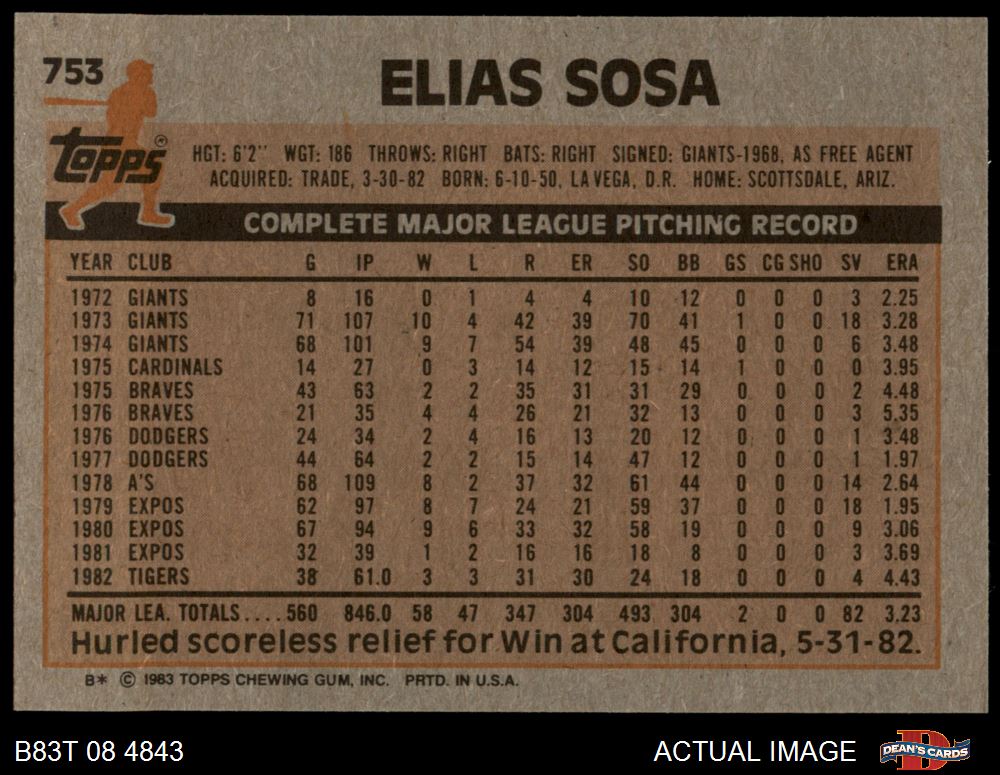 753
ELIAS SOSA
Topps®
HGT: 6'2" WGT: 186 THROWS: RIGHT BATS: RIGHT SIGNED: GIANTS-1968, AS FREE AGENT
ACQUIRED: TRADE, 3-30-82 BORN: 6-10-50, LA VEGA, D.R. HOME: SCOTTSDALE, ARIZ.
COMPLETE MAJOR LEAGUE PITCHING RECORD
YEAR CLUB G IP W L R ER SO BB GS CG SHO SV ERA
1972 GIANTS 8 16 0 1 4 4 10 12 0 0 0 3 2.25
1973 GIANTS 71 107 10 4 42 39 70 41 1 0 0 18 3.28
1974 GIANTS 68 101 9 7 54 39 48 45 0 0 0 6 3.48
1975 CARDINALS 14 27 0 3 14 12 15 14 1 0 0 0 3.95
1975 BRAVES 43 63 2 2 35 31 31 29 0 0 0 2 4.48
1976 BRAVES 21 35 4 4 26 21 32 13 0 0 0 3 5.35
1976 DODGERS 24 34 2 4 16 13 20 12 0 0 0 1 3.48
1977 DODGERS 44 64 2 2 15 14 47 12 0 0 0 1 1.97
1978 A'S 68 109 8 2 37 32 61 44 0 0 0 14 2.64
1979 EXPOS 62 97 8 7 24 21 59 37 0 0 0 18 1.95
1980 EXPOS 67 94 9 6 33 32 58 19 0 0 0 9 3.06
1981 EXPOS 32 39 1 2 16 16 18 8 0 0 0 3 3.69
1982 TIGERS 38 61.0 3 3 31 30 24 18 0 0 0 4 4.43
MAJOR LEA. TOTALS.... 560 846.0 58 47 347 304 493 304 2 0 0 82 3.23
Hurled scoreless relief for Win at California, 5-31-82.
B* © 1983 TOPPS CHEWING GUM, INC. PRTD. IN U.S.A.
B83T 08 4843 ACTUAL IMAGE D DEAN'S CARDS